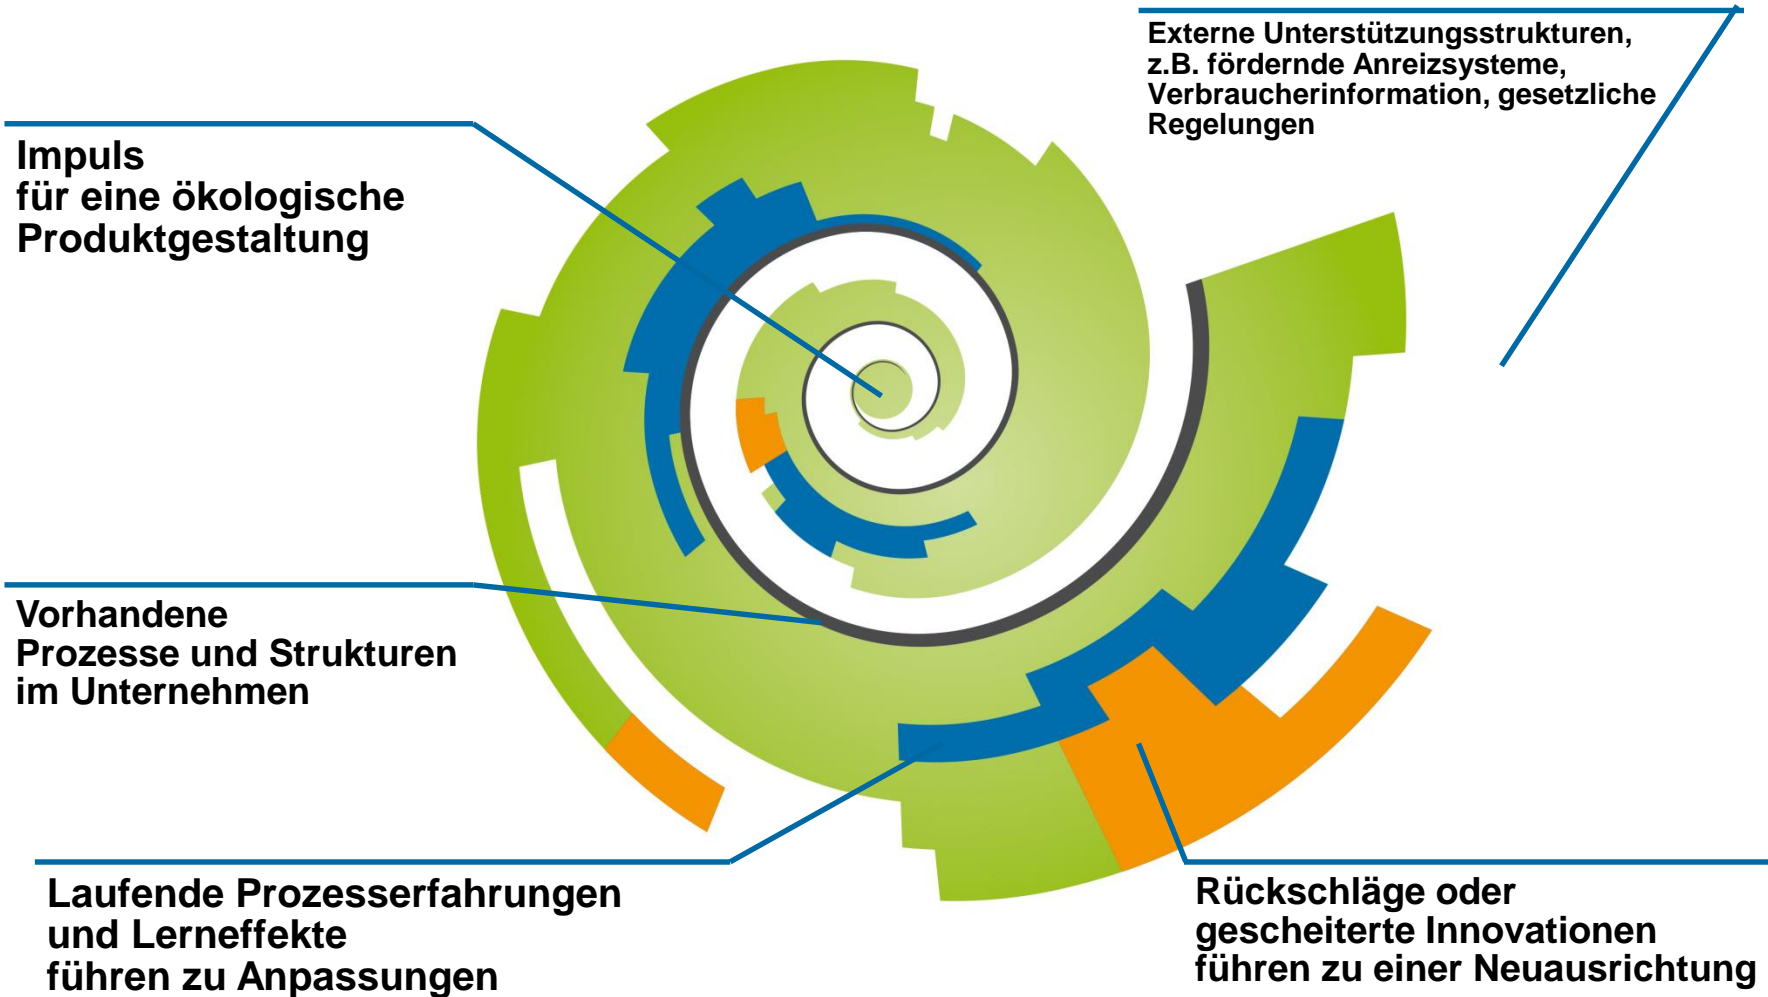 Externe Unterstützungsstrukturen,
z.B. fördernde Anreizsysteme,
Verbraucherinformation, gesetzliche
Regelungen
Impuls
für eine ökologische
Produktgestaltung
Vorhandene
Prozesse und Strukturen
im Unternehmen
Laufende Prozesserfahrungen
und Lerneffekte
führen zu Anpassungen
Rückschläge oder
gescheiterte Innovationen
führen zu einer Neuausrichtung